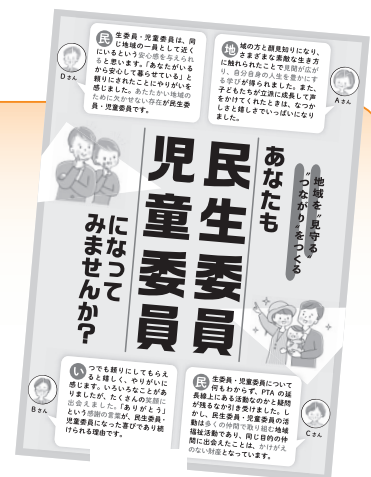 民生委員・児童委員は、同
じ地域の一員として近く
にいるという安心感を与えられ
ると思います。「あなたがいる
から安心して暮らせている」と
頼りにされたことにやりがいを
感じました。あたたかい地域の
ために欠かせない存在が民生委
員・児童委員です。
Dさん
地域の方と顔見知りになり、
さまざまな素敵な生き方
に触れられたことで見聞が広が
り、自分自身の人生を豊かにす
る学びが得られました。また、
子どもたちが立派に成長して声
をかけてくれたときは、なつか
しさと嬉しさでいっぱいになり
ました。
Aさん
地域を“見守る”
“つながり”をつくる
あなたも
民生委員
児童委員
になって
みませんか?
いつでも頼りにしてもらえ
ると嬉しく、やりがいに
感じます。いろいろなことがあ
りましたが、たくさんの笑顔に
出会えました。「ありがとう」
という感謝の言葉が、民生委員・
児童委員になった喜びであり続
けられる理由です。
Bさん
民生委員・児童委員について
何もわからず、PTAの延
長線上にある活動なのかと疑問
が残るなか引き受けました。し
かし、民生委員・児童委員の活
動は多くの仲間で取り組む地域
福祉活動であり、同じ目的の仲
間に出会えたことは、かけがえ
のない財産となっています。
Cさん